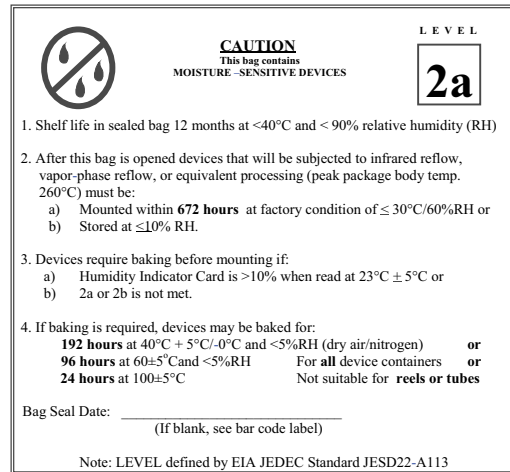 LEVEL
CAUTION
This bag contains
MOISTURE –SENSITIVE DEVICES
2a
1. Shelf life in sealed bag 12 months at <40°C and < 90% relative humidity (RH)
2. After this bag is opened devices that will be subjected to infrared reflow,
vapor-phase reflow, or equivalent processing (peak package body temp.
260°C) must be:
a) Mounted within 672 hours at factory condition of ≤ 30°C/60%RH or
b) Stored at ≤10% RH.
3. Devices require baking before mounting if:
a) Humidity Indicator Card is >10% when read at 23°C ± 5°C or
b) 2a or 2b is not met.
4. If baking is required, devices may be baked for:
192 hours at 40°C + 5°C/-0°C and <5%RH (dry air/nitrogen) or
96 hours at 60±5°Cand <5%RH For all device containers or
24 hours at 100±5°C Not suitable for reels or tubes
Bag Seal Date: ______________________________
(If blank, see bar code label)
Note: LEVEL defined by EIA JEDEC Standard JESD22-A113